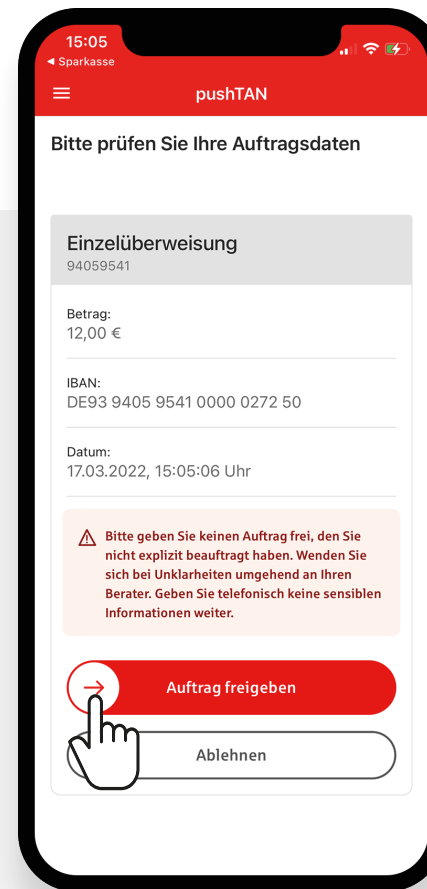 15:05
◀ Sparkasse
pushTAN
Bitte prüfen Sie Ihre Auftragsdaten
Einzelüberweisung
94059541
Betrag:
12,00 €
IBAN:
DE93 9405 9541 0000 0272 50
Datum:
17.03.2022, 15:05:06 Uhr
Bitte geben Sie keinen Auftrag frei, den Sie
nicht explizit beauftragt haben. Wenden Sie
sich bei Unklarheiten umgehend an Ihren
Berater. Geben Sie telefonisch keine sensiblen
Informationen weiter.
Auftrag freigeben
Ablehnen